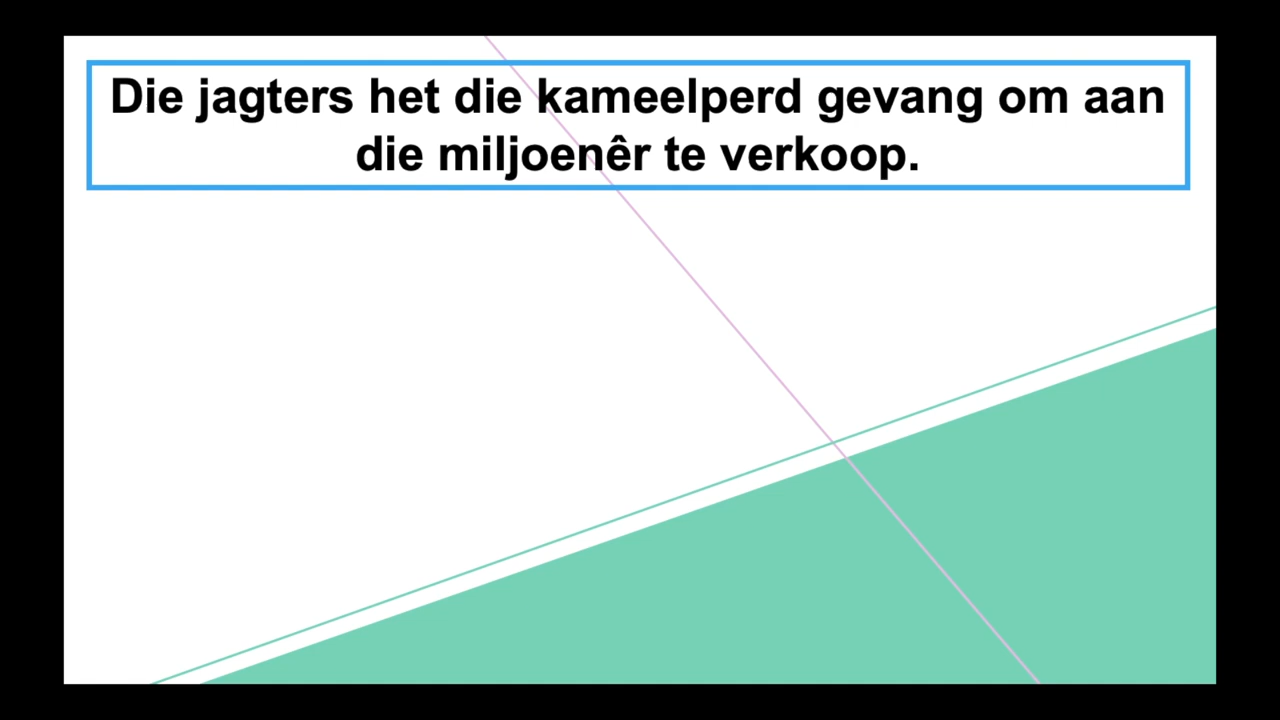 Die jagters het die kameelperd gevang om aan
die miljoenêr te verkoop.